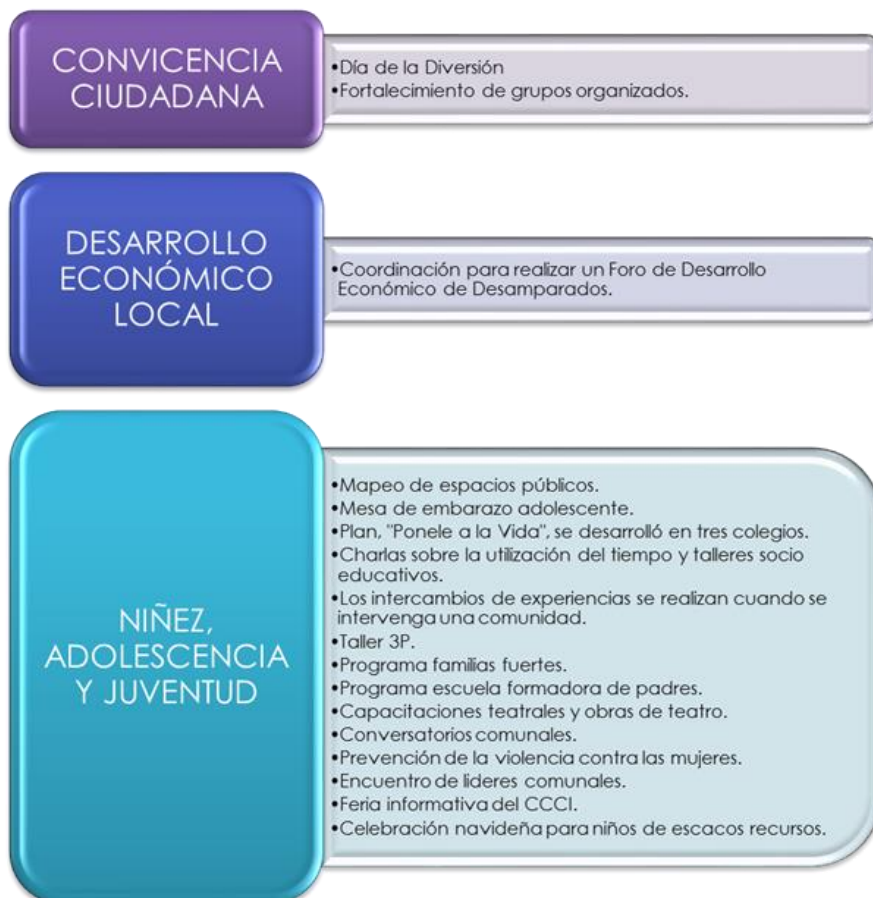 CONVICENCIA
CIUDADANA
•Día de la Diversión
•Fortalecimiento de grupos organizados.
DESARROLLO
ECONÓMICO
LOCAL
•Coordinación para realizar un Foro de Desarrollo
Económico de Desamparados.
NIÑEZ,
ADOLESCENCIA
Y JUVENTUD
•Mapeo de espacios públicos.
•Mesa de embarazo adolescente.
•Plan, "Ponele a la Vida", se desarrolló en tres colegios.
•Charlas sobre la utilización del tiempo y talleres socio
educativos.
•Los intercambios de experiencias se realizan cuando se
intervenga una comunidad.
•Taller 3P.
•Programa familias fuertes.
•Programa escuela formadora de padres.
•Capacitaciones teatrales y obras de teatro.
•Conversatorios comunales.
•Prevención de la violencia contra las mujeres.
•Encuentro de lideres comunales.
•Feria informativa del CCCI.
•Celebración navideña para niños de escacos recursos.